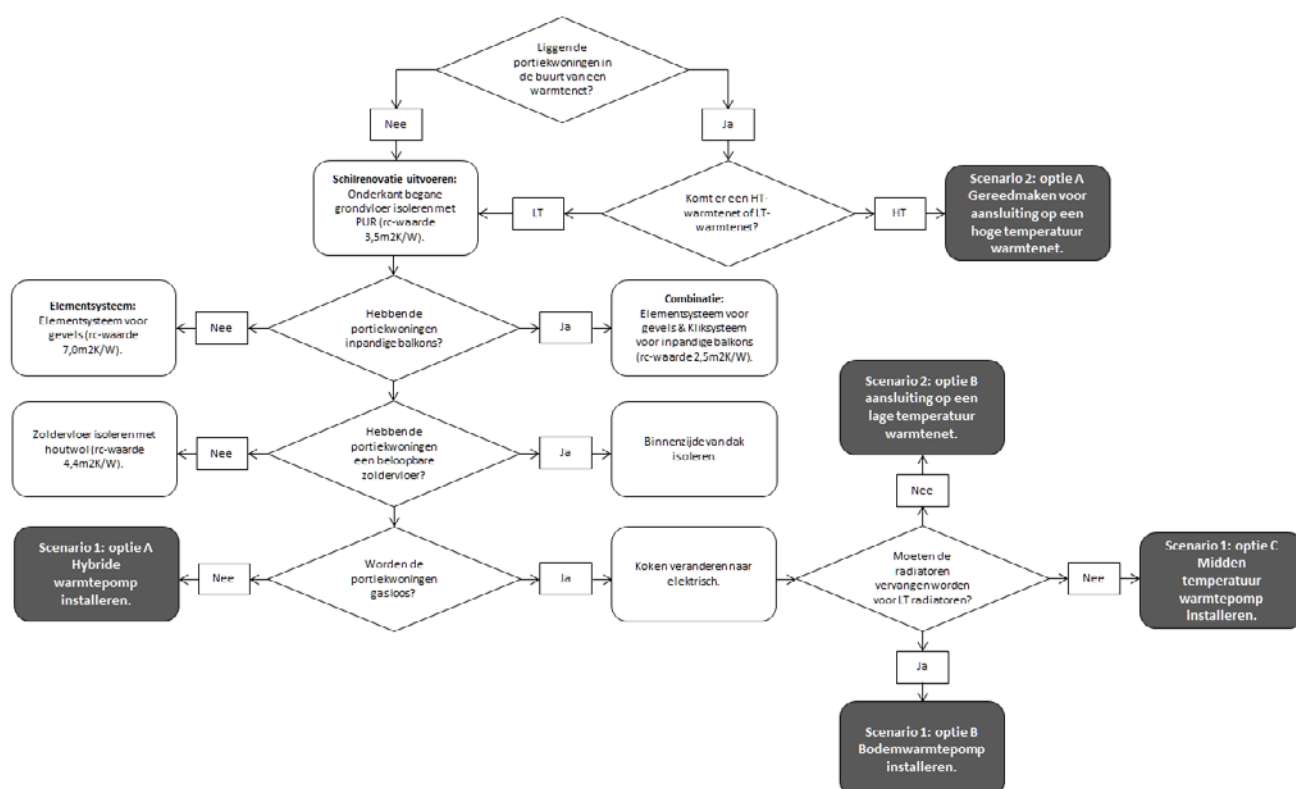 Liggen de
portiekwoningen in
de buurt van een
warmtenet?
Nee
Ja
Schilrenovatie uitvoeren:
Onderkant begane
grondvloer isoleren met
PUR (rc-waarde
3,5m2K/W).
LT
Komt er een HT-
warmtenet of LT-
warmtenet?
HT
Scenario 2: optie A
Gereedmaken voor
aansluiting op een
hoge temperatuur
warmtenet.
Elementsysteem:
Elementsysteem voor
gevels (rc-waarde
7,0m2K/W).
Nee
Hebben de
portiekwoningen
inpandige balkons?
Ja
Combinatie:
Elementsysteem voor
gevels & Kliksysteem
voor inpandige balkons
(rc-waarde 2,5m2K/W).
Scenario 2: optie B
aansluiting op een
lage temperatuur
warmtenet.
Zoldervloer isoleren met
houtwol (rc-waarde
4,4m2K/W).
Nee
Hebben de
portiekwoningen
een beloopbare
zoldervloer?
Ja
Binnenzijde van dak
isoleren.
Nee
Scenario 1: optie A
Hybride
warmtepomp
installeren.
Nee
Worden de
portiekwoningen
gasloos?
Ja
Koken veranderen naar
elektrisch.
Moeten de
radiatoren
vervangen worden
voor LT radiatoren?
Nee
Scenario 1: optie C
Midden
temperatuur
warmtepomp
installeren.
Ja
Scenario 1: optie B
Bodemwarmtepomp
installeren.